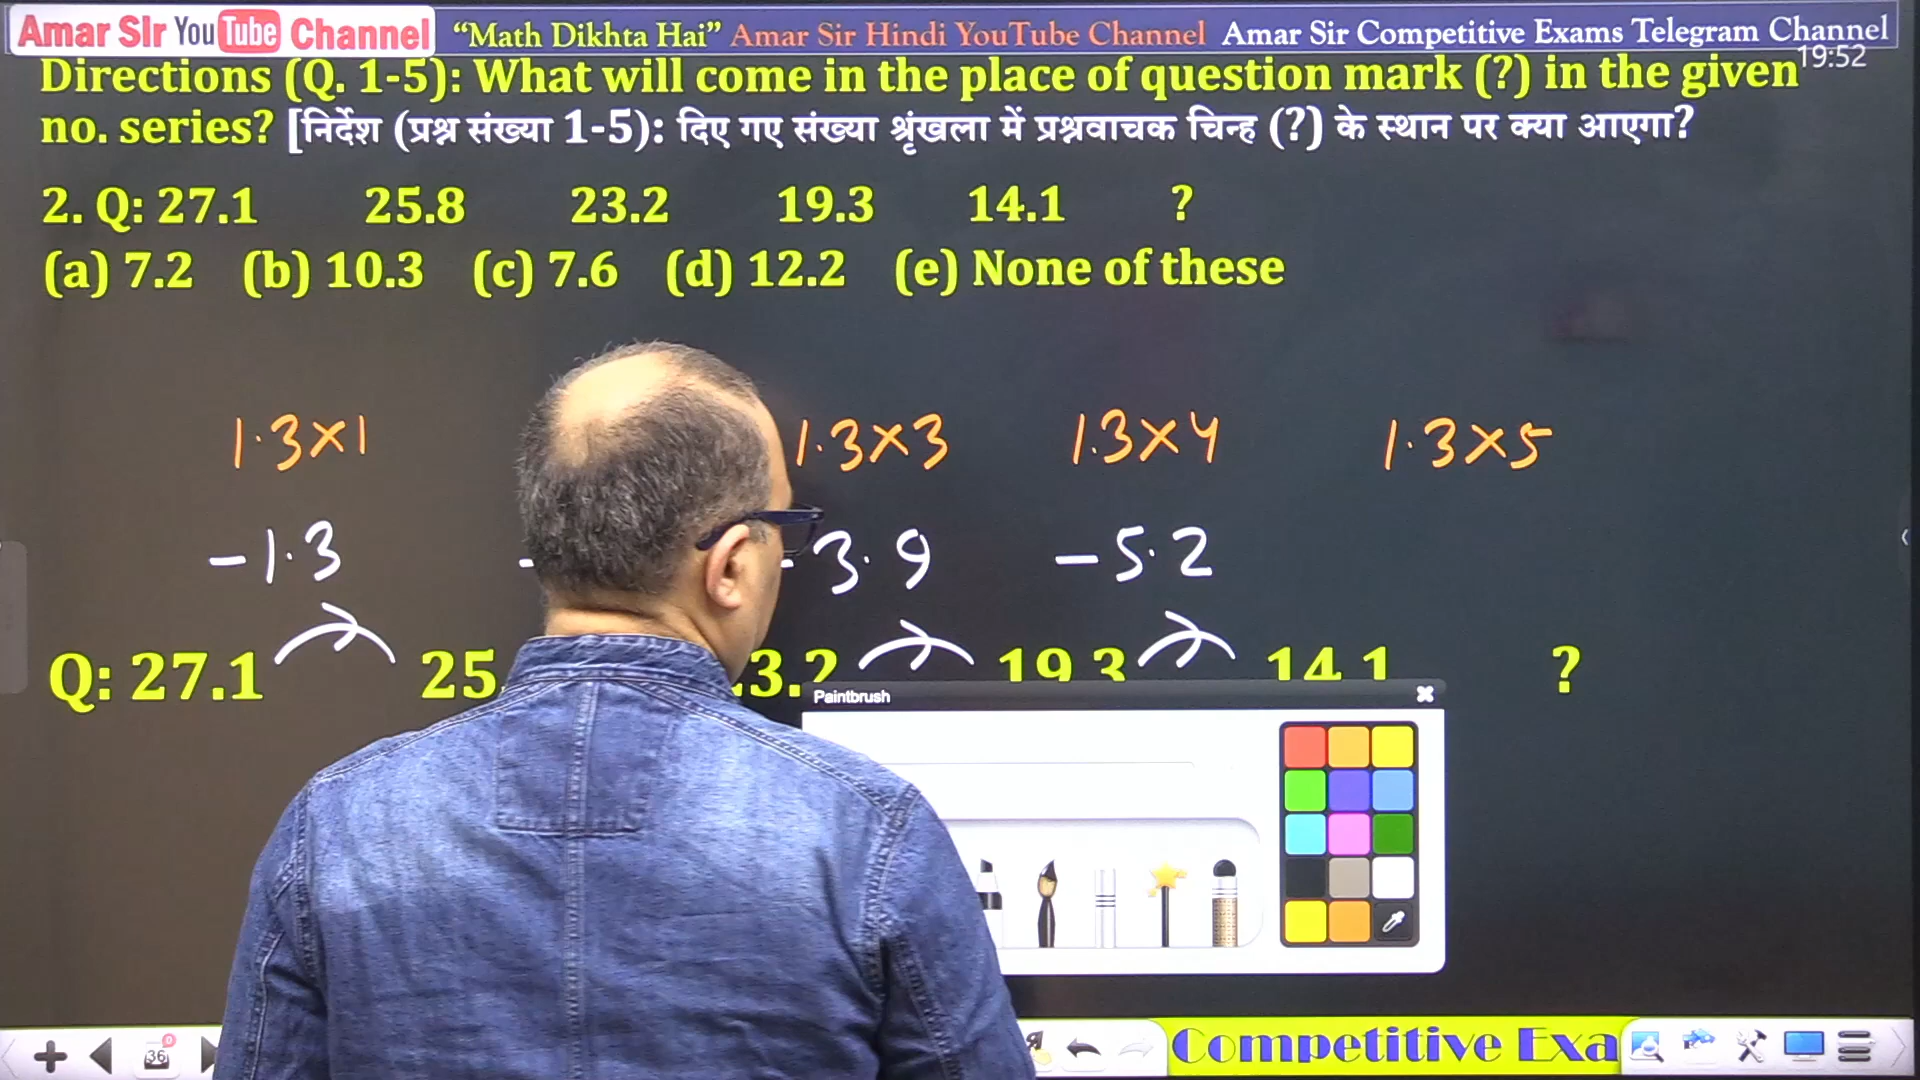 Amar Sir YouTube Channel "Math Dikhta Hai" Amar Sir Hindi YouTube Channel Amar Sir Competitive Exams Telegram Channel
19:52
Directions (Q. 1-5): What will come in the place of question mark (?) in the given
no. series? [निर्देश (प्रश्न संख्या 1-5): दिए गए संख्या श्रृंखला में प्रश्नवाचक चिन्ह (?) के स्थान पर क्या आएगा?
2. Q: 27.1 25.8 23.2 19.3 14.1 ?
(a) 7.2 (b) 10.3 (c) 7.6 (d) 12.2 (e) None of these
1.3×1 1.3×3 1.3×4 1.3×5
-1.3 - -3.9 -5.2
Q: 27.1 25. 3.2 19.3 14.1 ?
Paintbrush
36 0
Competitive Exa